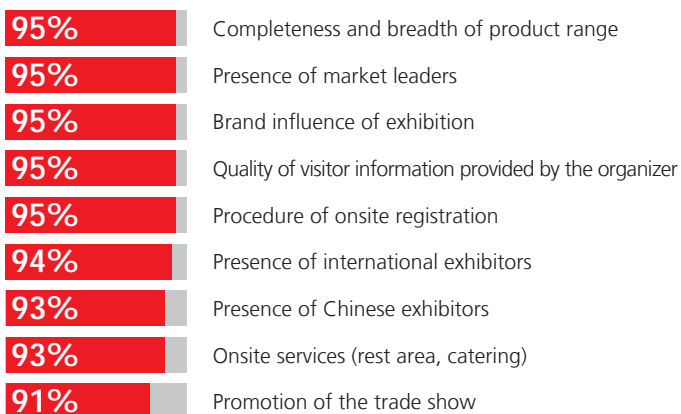 95% Completeness and breadth of product range
95% Presence of market leaders
95% Brand influence of exhibition
95% Quality of visitor information provided by the organizer
95% Procedure of onsite registration
94% Presence of international exhibitors
93% Presence of Chinese exhibitors
93% Onsite services (rest area, catering)
91% Promotion of the trade show